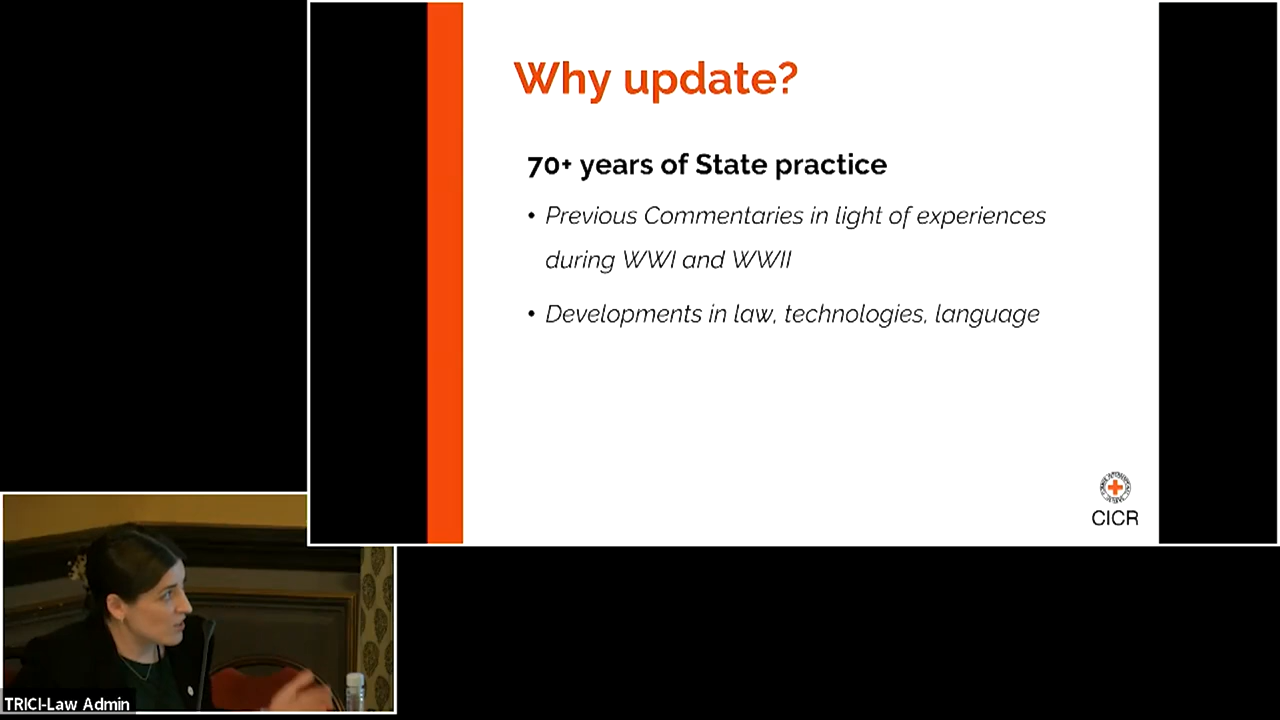 Why update?
70+ years of State practice
• Previous Commentaries in light of experiences
during WWI and WWII
• Developments in law, technologies, language
CICR
TRICI-Law Admin